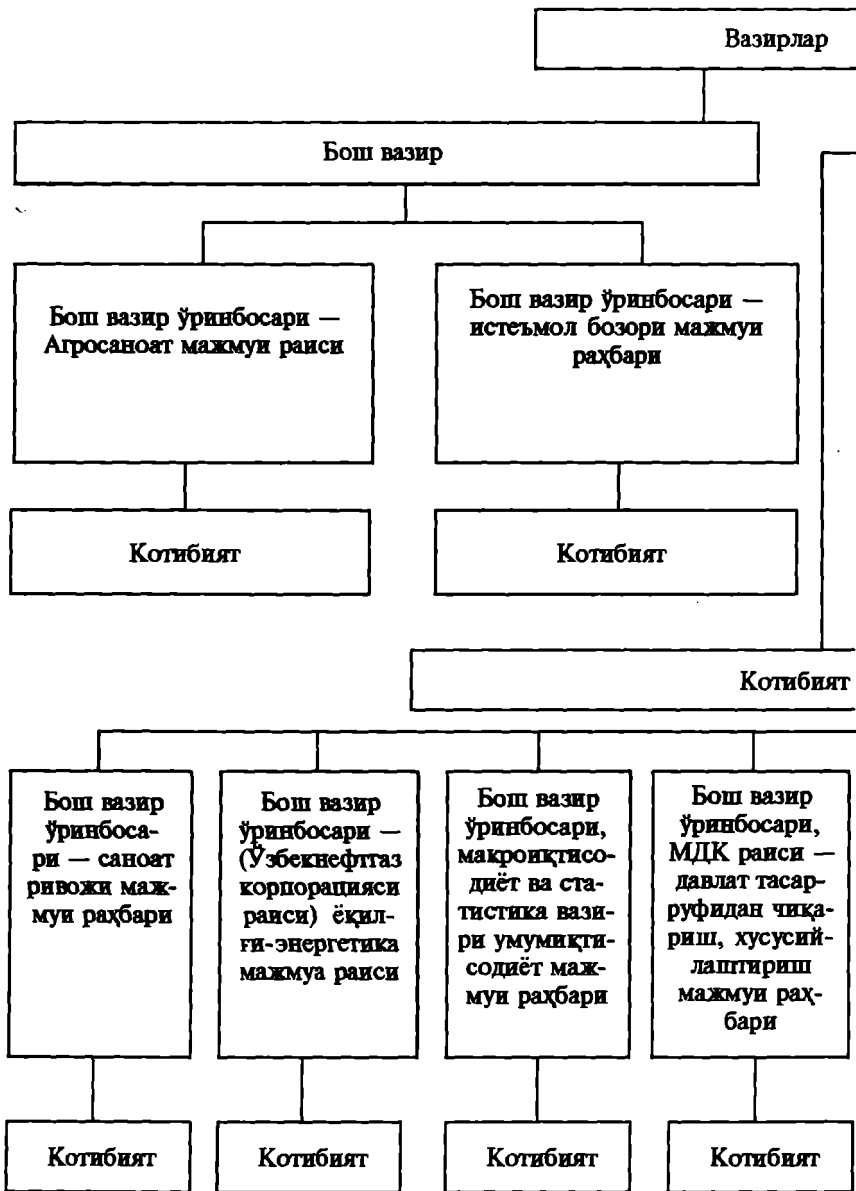 Вазирлар
Бош вазир
Бош вазир ўринбосари —
Агросаноат мажмуи раиси
Бош вазир ўринбосари —
истеъмол бозори мажмуи
раҳбари
Котибият
Котибият
Котибият
Бош вазир
ўринбоса-
ри — саноат
ривожи маж-
муи раҳбари
Бош вазир
ўринбосари —
(Ўзбекнефтгаз
корпорацияси
раиси) ёқил-
ғи-энергетика
мажмуа раиси
Бош вазир
ўринбосари,
макроиқтисо-
диёт ва ста-
тистика вази-
ри умумиқти-
содиёт маж-
муи раҳбари
Бош вазир
ўринбосари,
МДК раиси —
давлат тасар-
руфидан чиқа-
риш, хусусий-
лаштириш
мажмуи раҳ-
бари
Котибият
Котибият
Котибият
Котибият